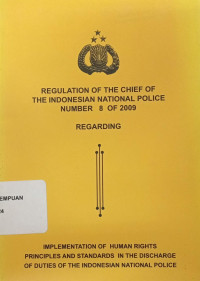 REGULATION OF THE CHIEF OF
THE INDONESIAN NATIONAL POLICE
NUMBER 8 OF 2009
REGARDING
EMPUAN
IMPLEMENTATION OF HUMAN RIGHTS
PRINCIPLES AND STANDARDS IN THE DISCHARGE
OF DUTIES OF THE INDONESIAN NATIONAL POLICE